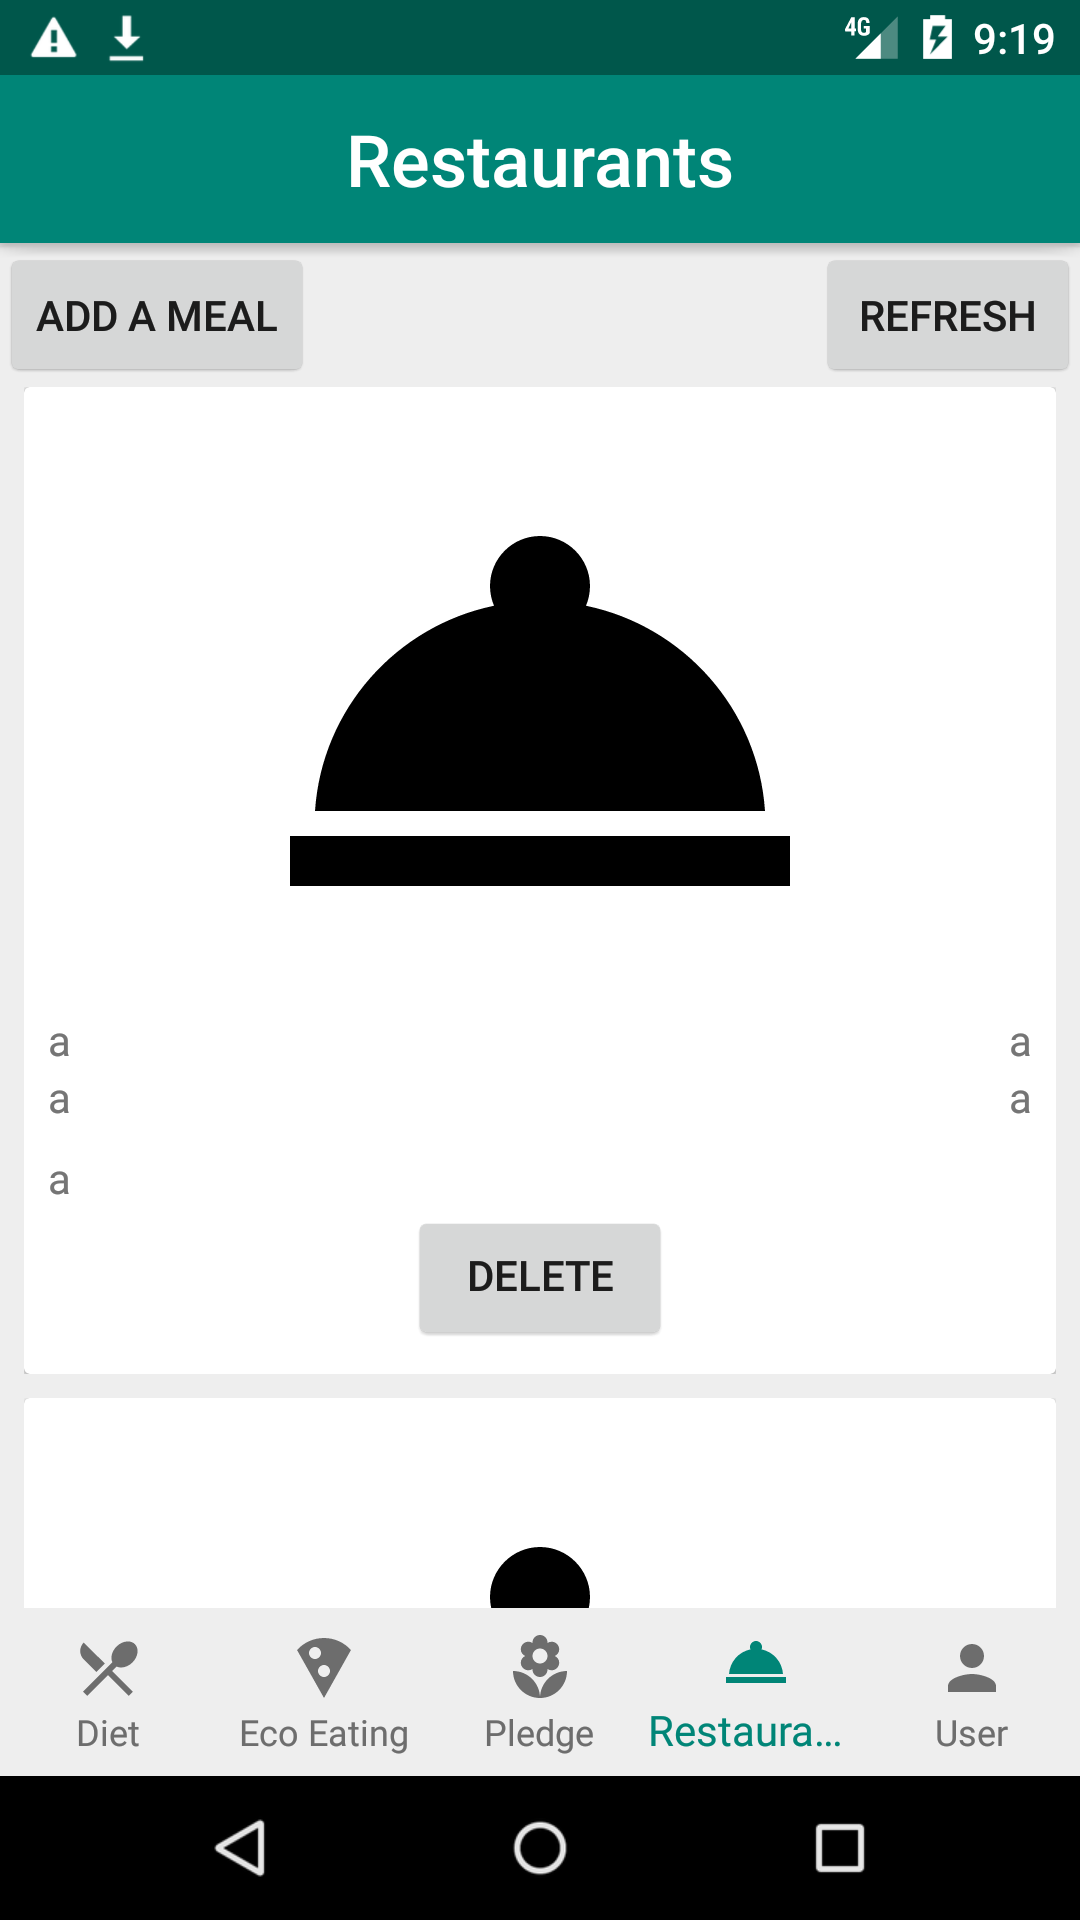 4G 9:19
Restaurants
ADD A MEAL REFRESH
a a
a a
a
DELETE
Diet Eco Eating Pledge Restaura... User